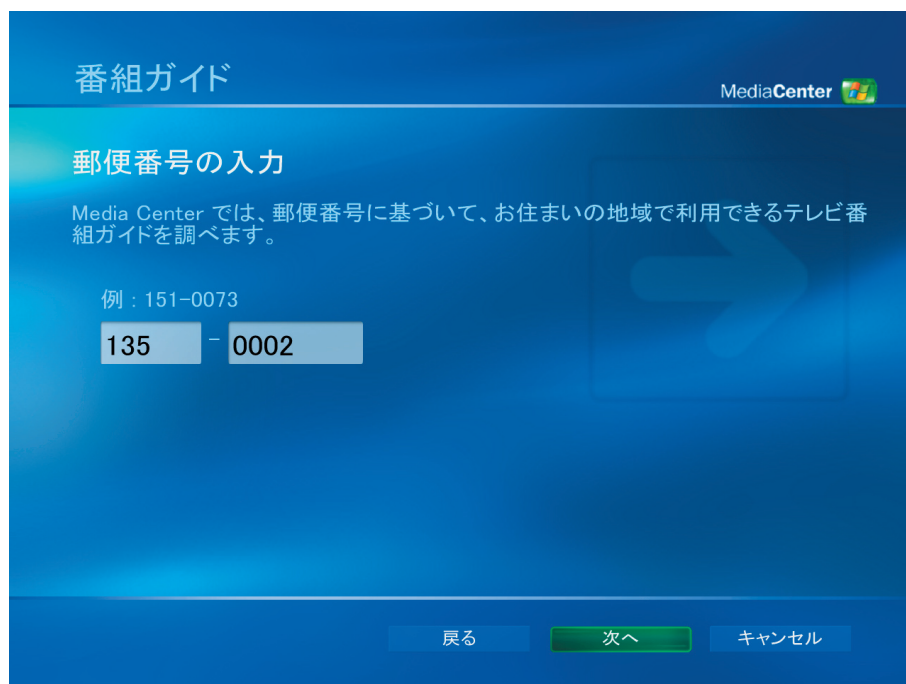 番組ガイド
MediaCenter
郵便番号の入力
Media Center では、郵便番号に基づいて、お住まいの地域で利用できるテレビ番
組ガイドを調べます。
例 : 151-0073
135 - 0002
戻る 次へ キャンセル